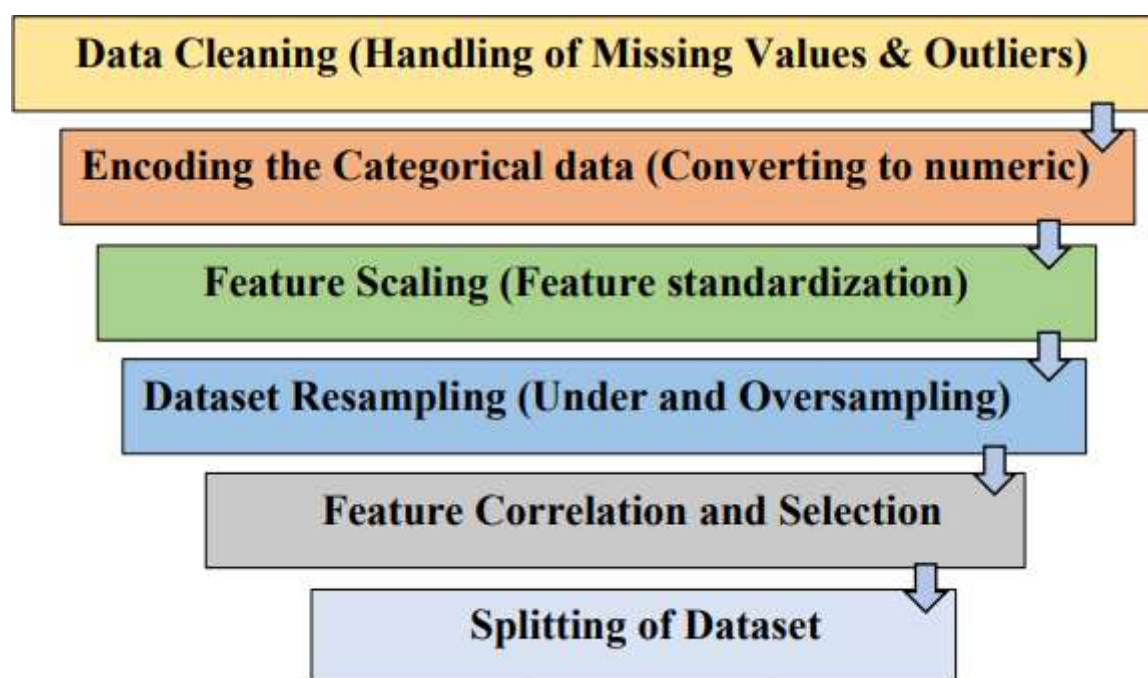 Data Cleaning (Handling of Missing Values & Outliers)
Encoding the Categorical data (Converting to numeric)
Feature Scaling (Feature standardization)
Dataset Resampling (Under and Oversampling)
Feature Correlation and Selection
Splitting of Dataset